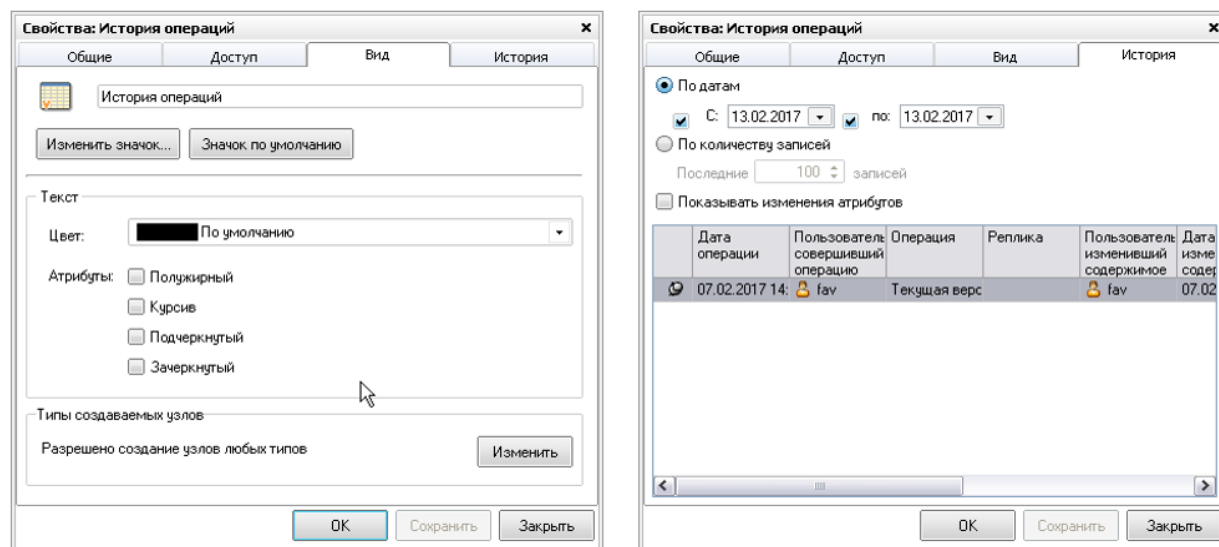 Свойства: История операций
Общие Доступ Вид История
История операций
Изменить значок... Значок по умолчанию
Текст
Цвет: По умолчанию
Атрибуты: Полужирный
Курсив
Подчеркнутый
Зачеркнутый
Типы создаваемых узлов
Разрешено создание узлов любых типов Изменить
OK Сохранить Закрыть
Свойства: История операций
Общие Доступ Вид История
По датам
С: 13.02.2017 по: 13.02.2017
По количеству записей
Последние 100 записей
Показывать изменения атрибутов
Дата Пользователь Операция Реплика Пользователь Дата
операции совершивший изменивший изме
операцию содержимое содер
07.02.2017 14: fav Текущая верс fav 07.02
OK Сохранить Закрыть